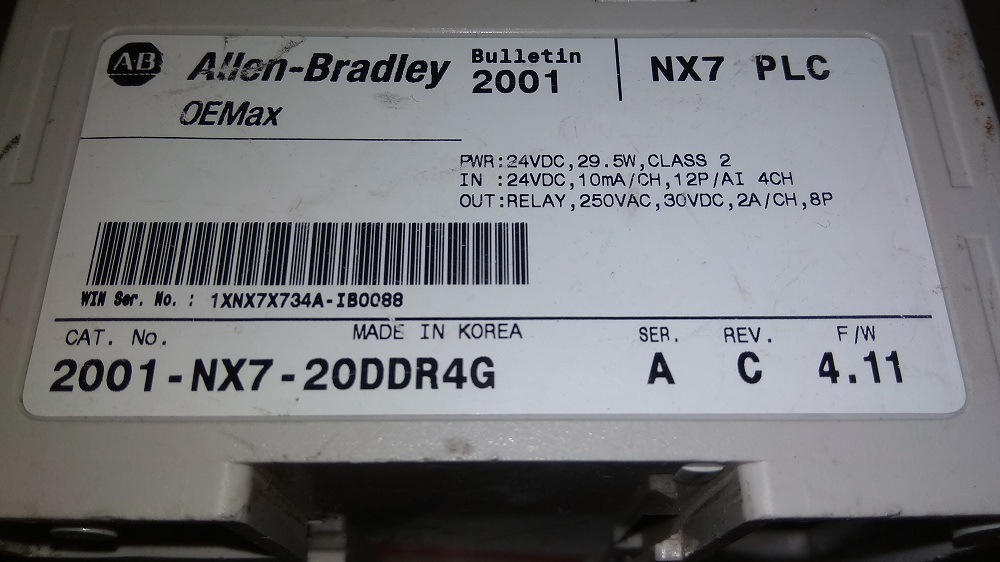 AB Allen-Bradley Bulletin 2001 NX7 PLC
OEMax
PWR:24VDC,29.5W,CLASS 2
IN :24VDC,10mA/CH,12P/AI 4CH
OUT:RELAY,250VAC,30VDC,2A/CH,8P
WIN Ser. No. : 1XNX7X734A-IB0088
CAT. No. MADE IN KOREA SER. REV. F/W
2001-NX7-20DDR4G A C 4.11